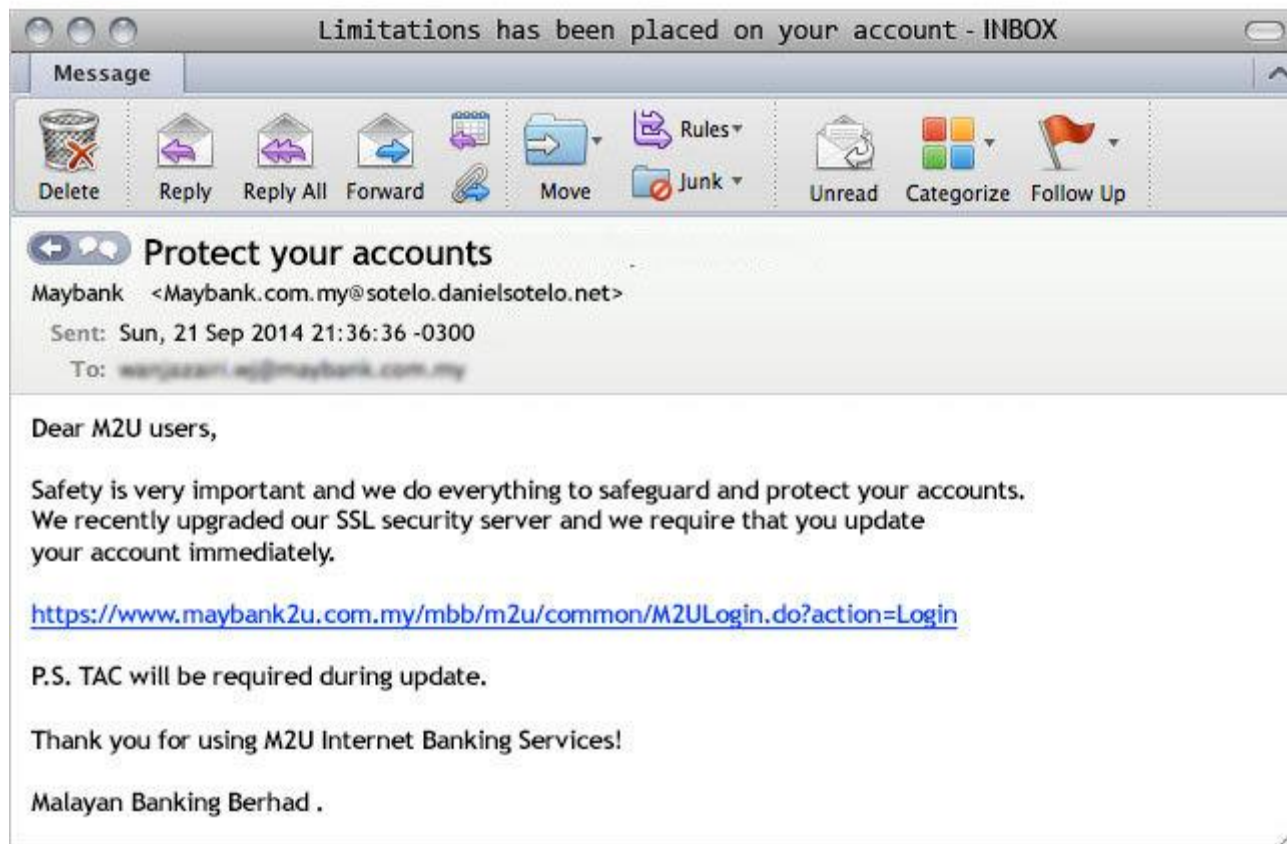 Limitations has been placed on your account - INBOX
Message
Delete
Reply
Reply All
Forward
Move
Rules
Junk
Unread
Categorize
Follow Up
Protect your accounts
Maybank <Maybank.com.my@sotelo.danielsotelo.net>
Sent: Sun, 21 Sep 2014 21:36:36 -0300
To:
Dear M2U users,
Safety is very important and we do everything to safeguard and protect your accounts.
We recently upgraded our SSL security server and we require that you update
your account immediately.
https://www.maybank2u.com.my/mbb/m2u/common/M2ULogin.do?action=Login
P.S. TAC will be required during update.
Thank you for using M2U Internet Banking Services!
Malayan Banking Berhad .